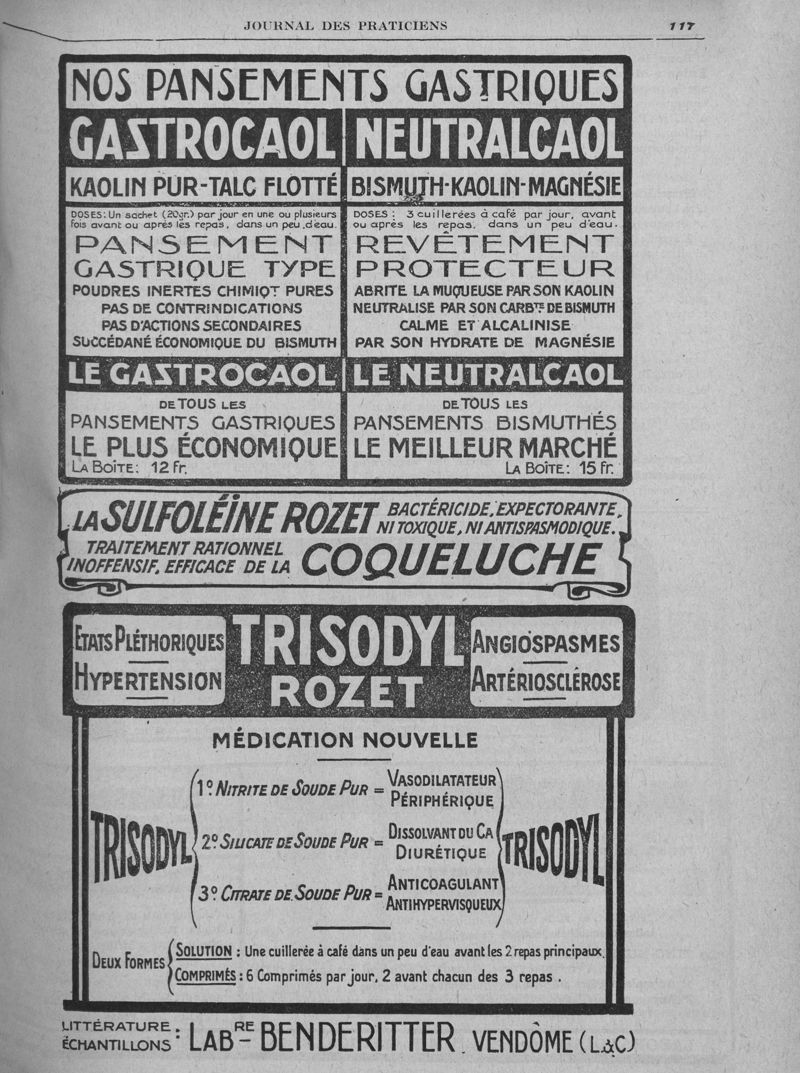 JOURNAL DES PRATICIENS
117
NOS PANSEMENTS GASTRIQUES
GASTROCAOL
KAOLIN PUR-TALC FLOTTÉ
DOSES: Un sachet (20gr.) par jour en une ou plusieurs
fois avant ou après les repas, dans un peu d'eau.
PANSEMENT
GASTRIQUE TYPE
POUDRES INERTES CHIMIQT PURES
PAS DE CONTRINDICATIONS
PAS D'ACTIONS SECONDAIRES
SUCCÉDANÉ ÉCONOMIQUE DU BISMUTH
LE GASTROCAOL
DE TOUS LES
PANSEMENTS GASTRIQUES
LE PLUS ÉCONOMIQUE
LA BOÎTE: 12 Fr.
NEUTRALCAOL
BISMUTH-KAOLIN-MAGNÉSIE
DOSES: 3 cuillerées à café par jour, avant
ou après les repas, dans un peu d'eau.
REVÊTEMENT
PROTECTEUR
ABRITE LA MUQUEUSE PAR SON KAOLIN
NEUTRALISE PAR SON CARBTE DE BISMUTH
CALME ET ALCALINISE
PAR SON HYDRATE DE MAGNÉSIE
LE NEUTRALCAOL
DE TOUS LES
PANSEMENTS BISMUTHÉS
LE MEILLEUR MARCHÉ
LA BOÎTE: 15 Fr.
LA SULFOLÉÏNE ROZET BACTÉRICIDE, EXPECTORANTE,
NI TOXIQUE, NI ANTISPASMODIQUE.
TRAITEMENT RATIONNEL
INOFFENSIF, EFFICACE DE LA COQUELUCHE
ETATS PLÉTHORIQUES
HYPERTENSION
TRISODYL
ROZET
ANGIOSPASMES
ARTÉRIOSCLÉROSE
MÉDICATION NOUVELLE
TRISODYL
1º NITRITE DE SOUDE PUR = VASODILATATEUR
PÉRIPHÉRIQUE
2º SILICATE DE SOUDE PUR = DISSOLVANT DU CA
DIURÉTIQUE
3º CITRATE DE SOUDE PUR = ANTICOAGULANT
ANTIHYPERVISQUEUX
TRISODYL
DEUX FORMES
SOLUTION : Une cuillerée à café dans un peu d'eau avant les 2 repas principaux.
COMPRIMÉS : 6 Comprimés par jour, 2 avant chacun des 3 repas.
LITTÉRATURE.
ÉCHANTILLONS:
LABRE- BENDERITTER. VENDÔME (L&C)